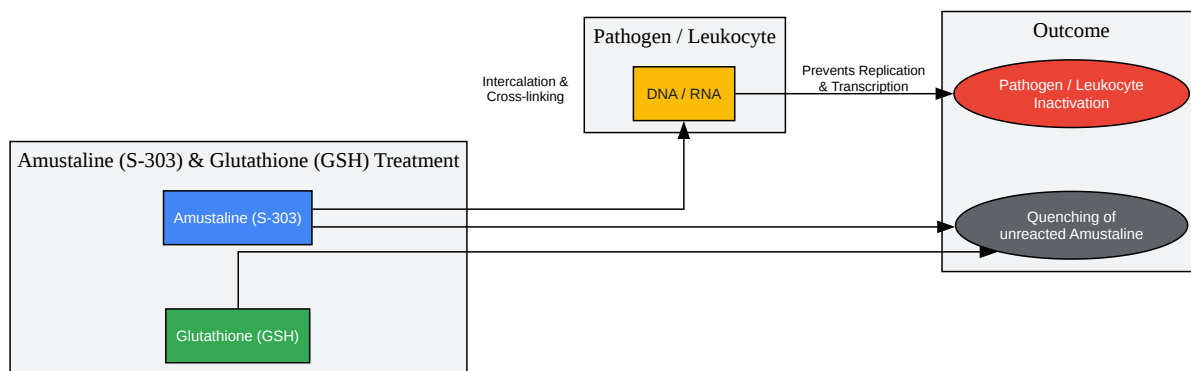 Pathogen / Leukocyte
Outcome
Intercalation &
Cross-linking
DNA / RNA
Prevents Replication
& Transcription
Pathogen / Leukocyte
Inactivation
Amustaline (S-303) & Glutathione (GSH) Treatment
Amustaline (S-303)
Quenching of
unreacted Amustaline
Glutathione (GSH)